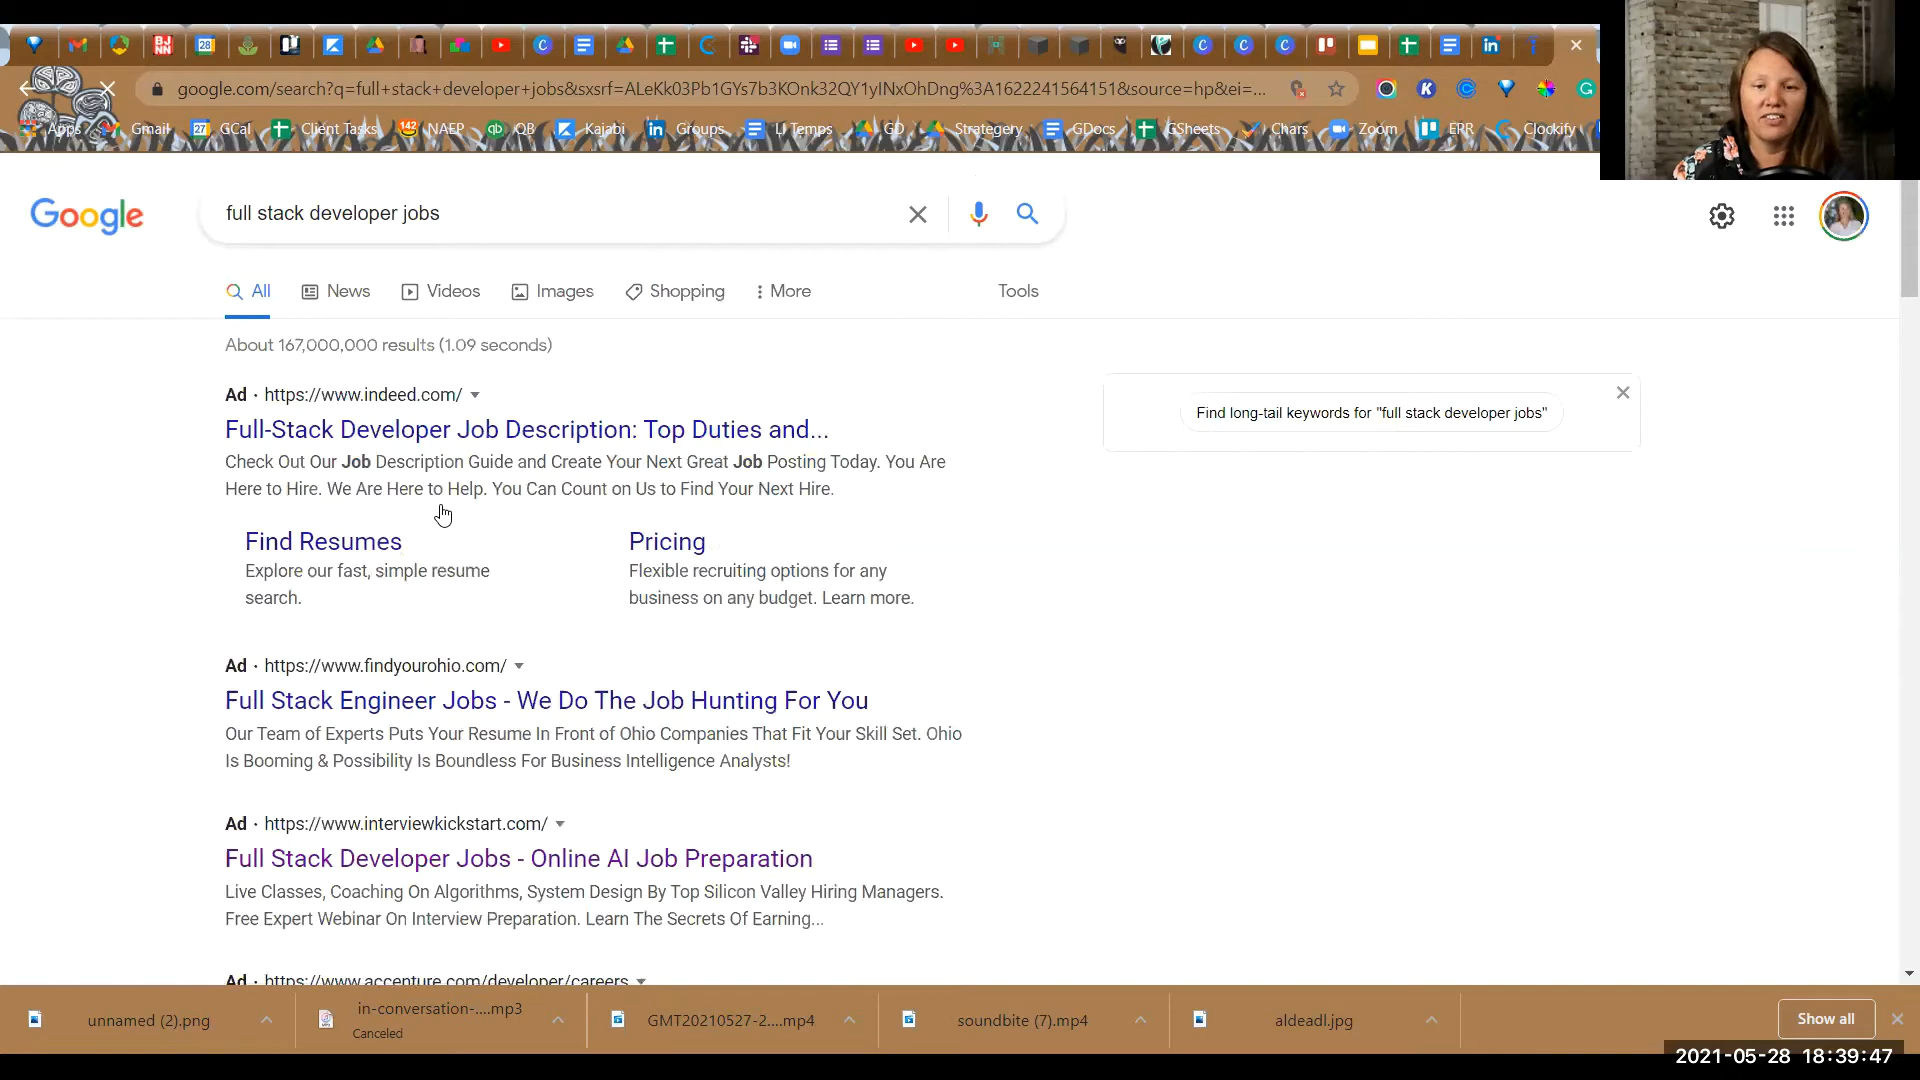 google.com/search?q=full+stack+developer+jobs&sxsrf=ALeKk03Pb1GYs7b3KOnk32QY1yINxOhDng%3A1622241564151&source=hp&ei=...
Apps Gmail GCal Client Tasks NAEP QB Kajabi Groups LI Temps GD Strategery GDocs GSheets Chars Zoom ERR Clockify
Google
full stack developer jobs
All News Videos Images Shopping More Tools
About 167,000,000 results (1.09 seconds)
Ad · https://www.indeed.com/
Full-Stack Developer Job Description: Top Duties and...
Check Out Our Job Description Guide and Create Your Next Great Job Posting Today. You Are
Here to Hire. We Are Here to Help. You Can Count on Us to Find Your Next Hire.
Find Resumes
Explore our fast, simple resume
search.
Pricing
Flexible recruiting options for any
business on any budget. Learn more.
Find long-tail keywords for "full stack developer jobs"
Ad · https://www.findyourohio.com/
Full Stack Engineer Jobs - We Do The Job Hunting For You
Our Team of Experts Puts Your Resume In Front of Ohio Companies That Fit Your Skill Set. Ohio
Is Booming & Possibility Is Boundless For Business Intelligence Analysts!
Ad · https://www.interviewkickstart.com/
Full Stack Developer Jobs - Online AI Job Preparation
Live Classes, Coaching On Algorithms, System Design By Top Silicon Valley Hiring Managers.
Free Expert Webinar On Interview Preparation. Learn The Secrets Of Earning...
Ad · https://www.accenture.com/developer/careers
unnamed (2).png
in-conversation-....mp3
Canceled
GMT20210527-2....mp4
soundbite (7).mp4
aldeadl.jpg
Show all
2021-05-28 18:39:47